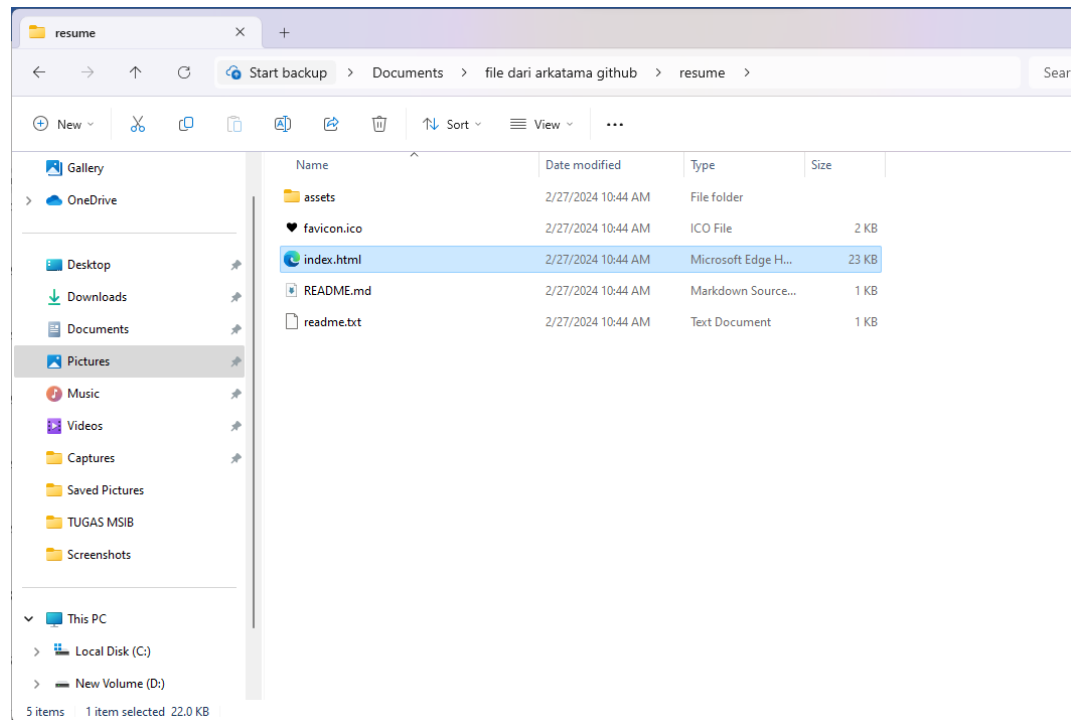 resume
Start backup > Documents > file dari arkatama github > resume >
New
Sort
View
...
Gallery
OneDrive
Desktop
Downloads
Documents
Pictures
Music
Videos
Captures
Saved Pictures
TUGAS MSIB
Screenshots
This PC
Local Disk (C:)
New Volume (D:)
Name Date modified Type Size
assets 2/27/2024 10:44 AM File folder
favicon.ico 2/27/2024 10:44 AM ICO File 2 KB
index.html 2/27/2024 10:44 AM Microsoft Edge H... 23 KB
README.md 2/27/2024 10:44 AM Markdown Source... 1 KB
readme.txt 2/27/2024 10:44 AM Text Document 1 KB
5 items 1 item selected 22.0 KB